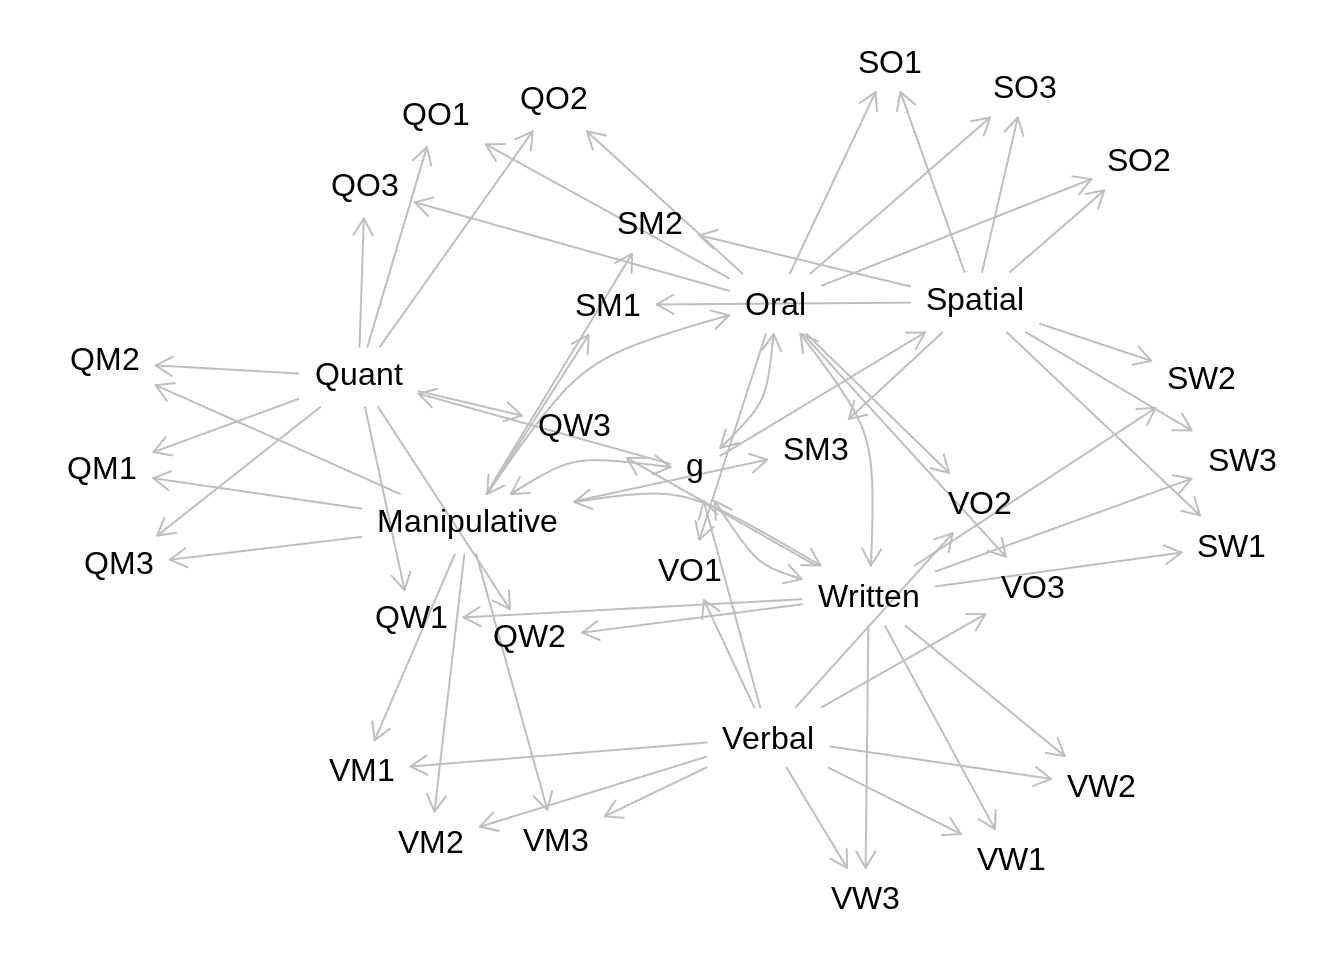 SO1
SO3
QO2
QO1
SO2
QO3
SM2
Spatial
Oral
SM1
QM2
Quant
SW2
QW3
SM3
SW3
g
QM1
VO2
Manipulative
SW1
QM3
VO1
VO3
Written
QW1
QW2
Verbal
VM1
VW2
VM3
VM2
VW1
VW3